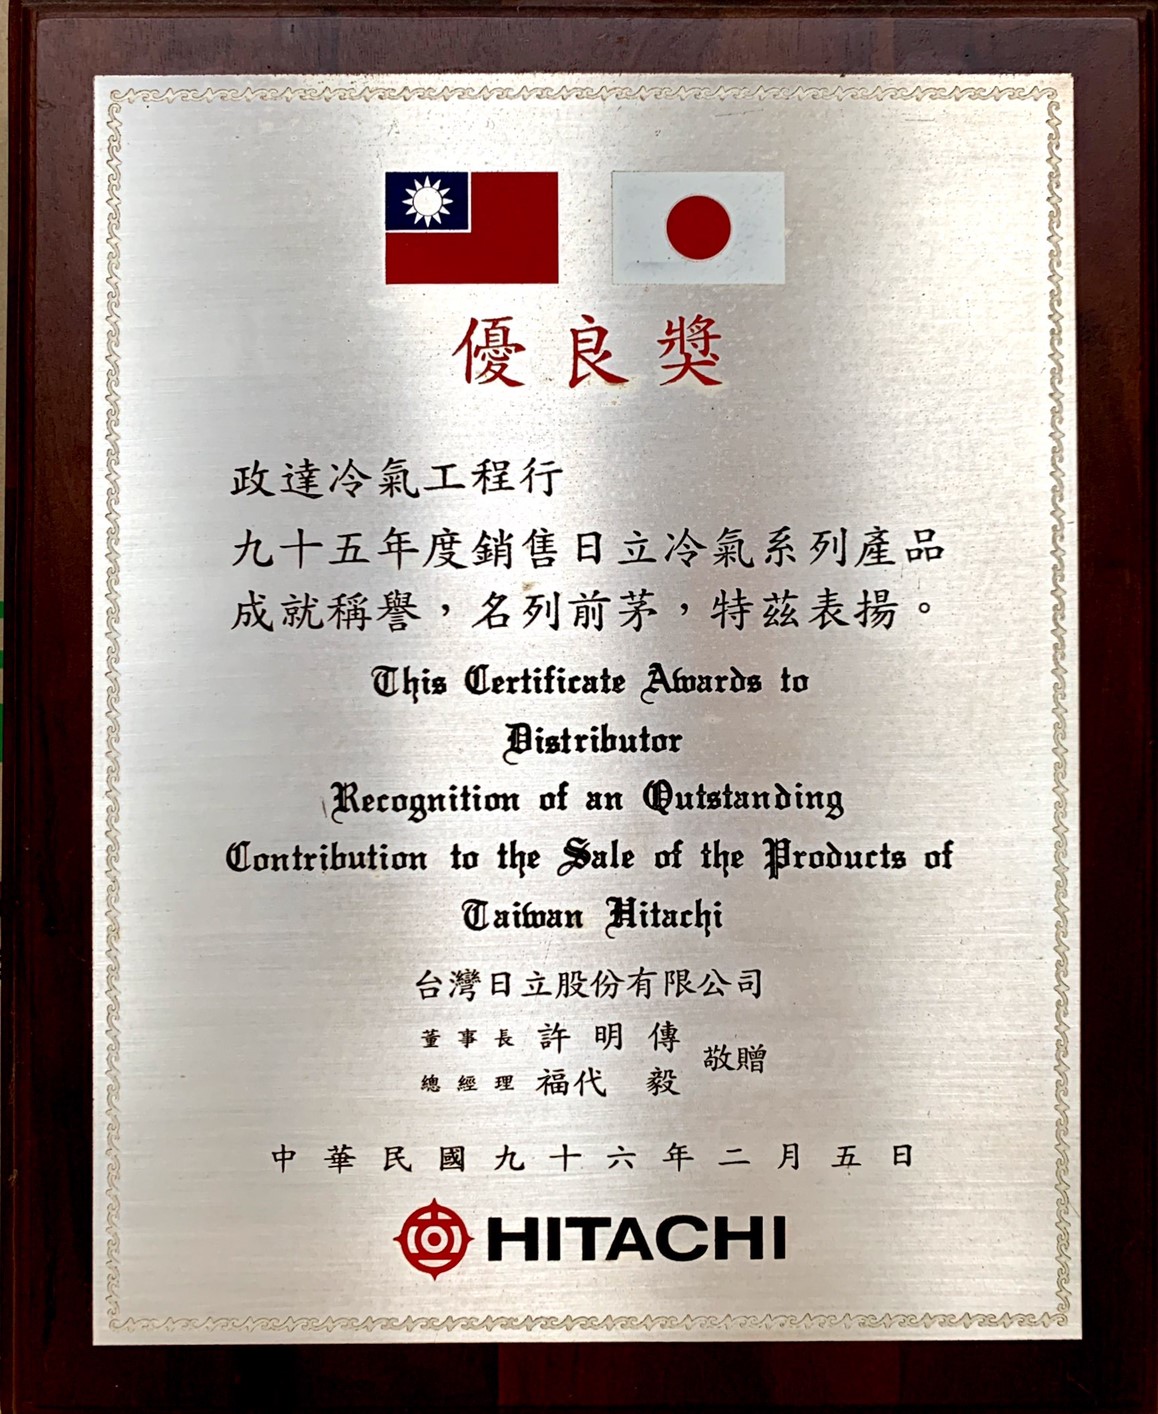 優良獎
政達冷氣工程行
九十五年度銷售日立冷氣系列產品
成就稱譽，名列前茅，特茲表揚。
This Certificate Awards to
Distributor
Recognition of an Outstanding
Contribution to the Sale of the Products of
Taiwan Hitachi
台灣日立股份有限公司
董事長 許明傳
總經理 福代 毅
敬贈
中華民國九十六年二月五日
HITACHI